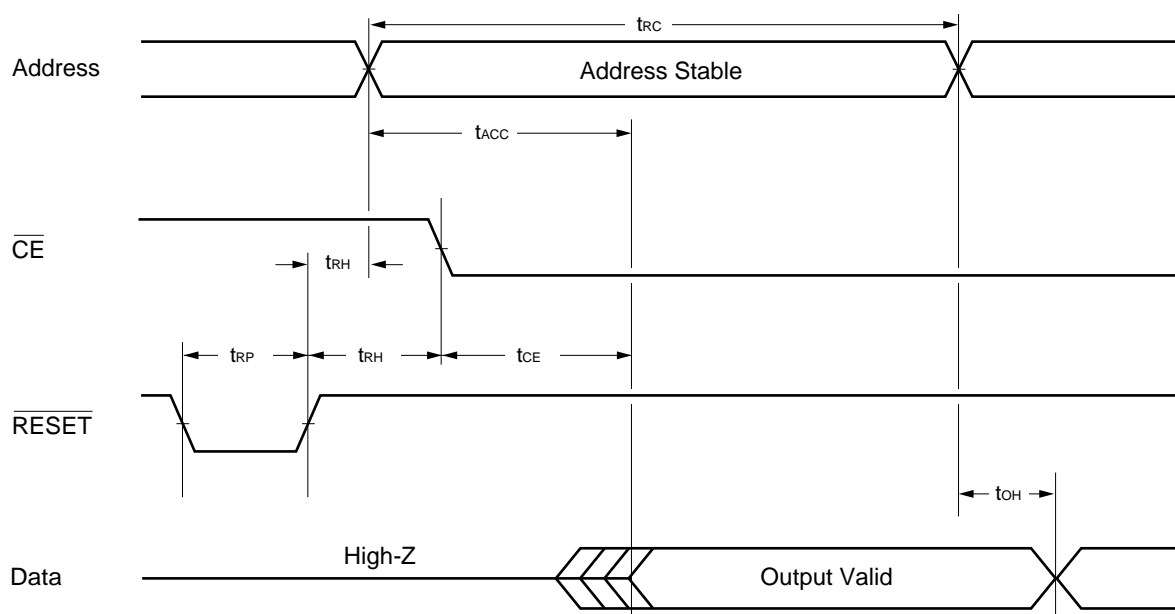 tRC
Address
Address Stable
tACC
CE
tRH
tRP
tRH
tCE
RESET
tOH
High-Z
Data
Output Valid